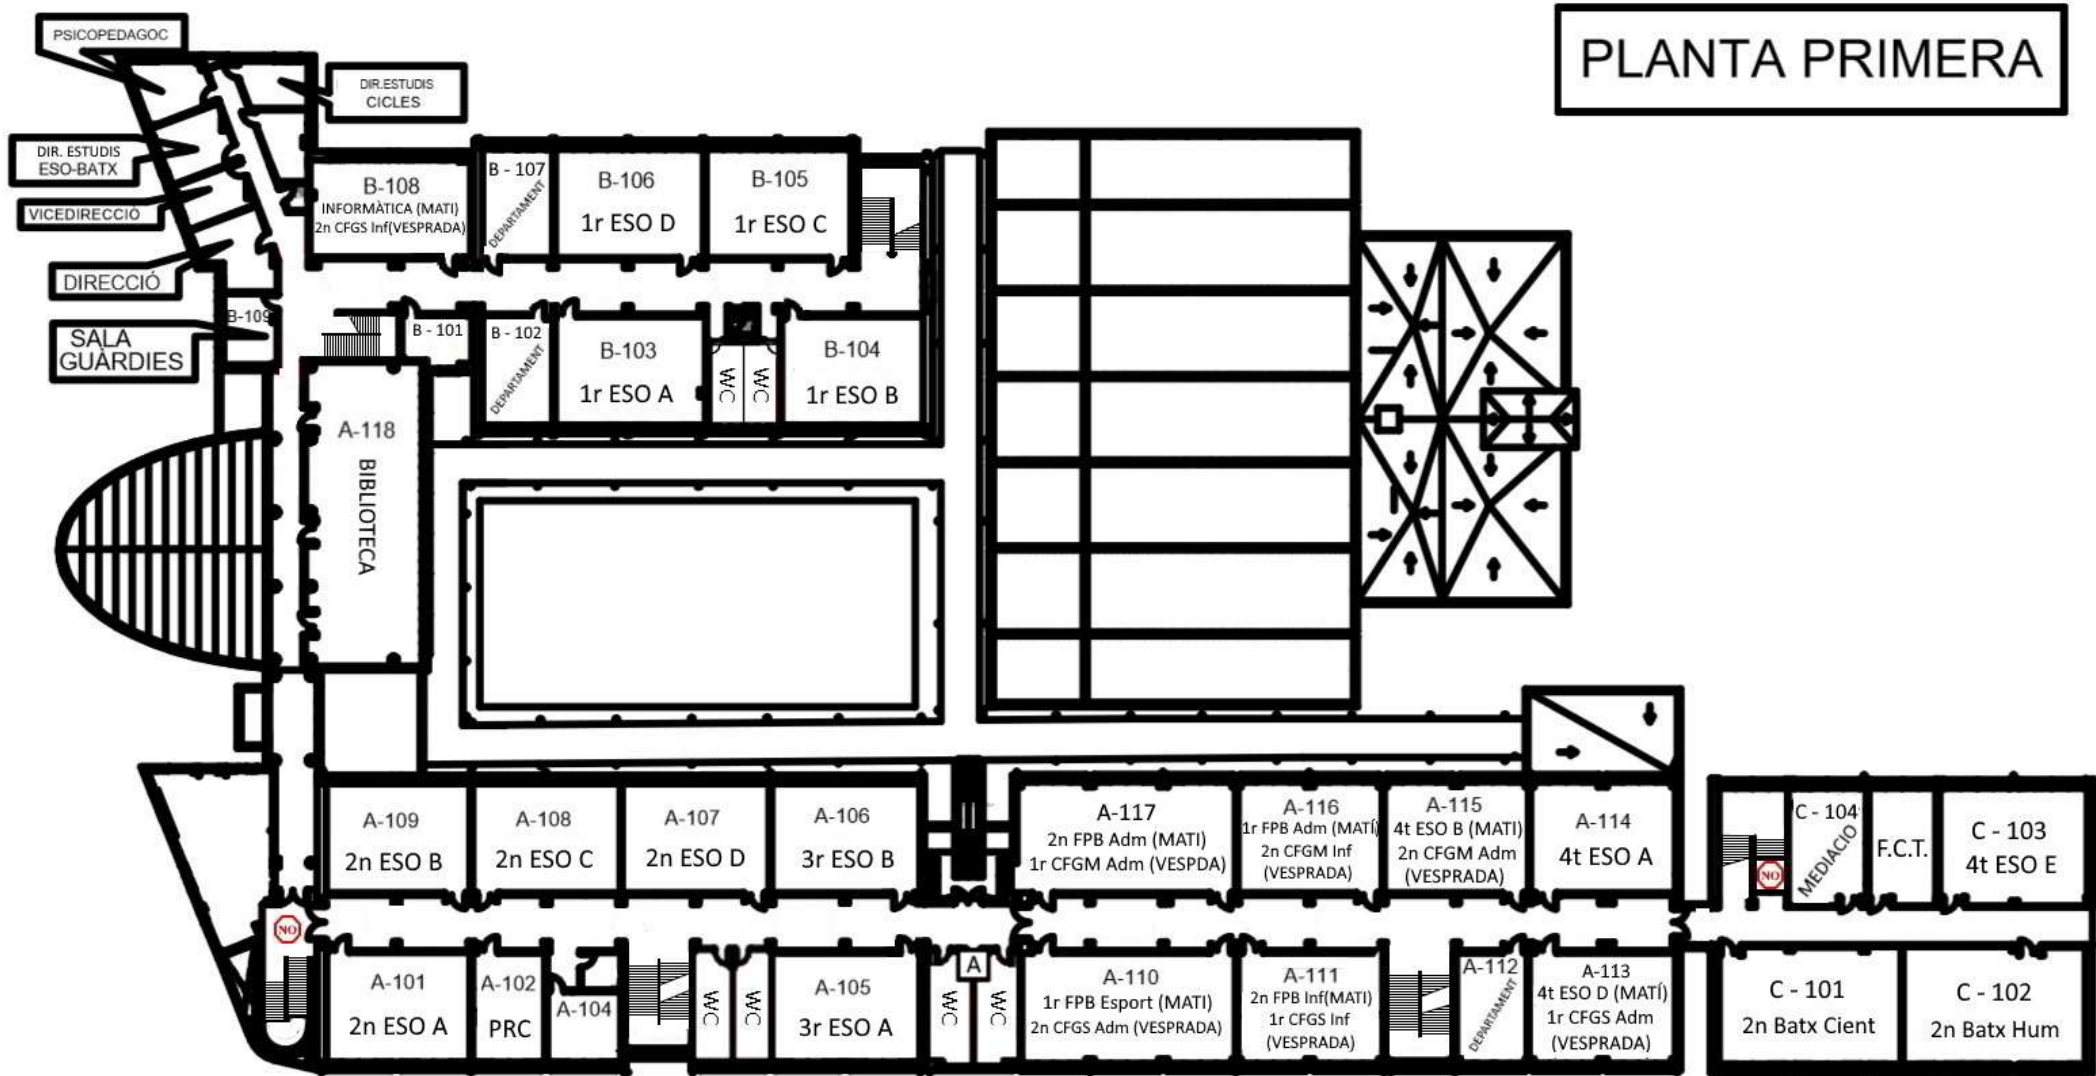 PLANTA PRIMERA
PSICOPEDAGOC
DIR.ESTUDIS
CICLES
DIR. ESTUDIS
ESO-BATX
VICEDIRECCIÓ
DIRECCIÓ
B-109
SALA
GUÀRDIES
B-108
INFORMÀTICA (MATI)
2n CFGS Inf(VESPRADA)
B - 107
DEPARTAMENT
B-106
1r ESO D
B-105
1r ESO C
B - 101
B - 102
DEPARTAMENT
B-103
1r ESO A
WC
WC
B-104
1r ESO B
A-118
BIBLIOTECA
A-109
2n ESO B
A-108
2n ESO C
A-107
2n ESO D
A-106
3r ESO B
A-117
2n FPB Adm (MATI)
1r CFGM Adm (VESPDA)
A-116
1r FPB Adm (MATÍ)
2n CFGM Inf
(VESPRADA)
A-115
4t ESO B (MATI)
2n CFGM Adm
(VESPRADA)
A-114
4t ESO A
NO
C - 104
MEDIACIO
F.C.T.
C - 103
4t ESO E
NO
A-101
2n ESO A
A-102
PRC
A-104
WC
WC
A-105
3r ESO A
WC
A
WC
A-110
1r FPB Esport (MATI)
2n CFGS Adm (VESPRADA)
A-111
2n FPB Inf(MATI)
1r CFGS Inf
(VESPRADA)
A-112
DEPARTAMENT
A-113
4t ESO D (MATÍ)
1r CFGS Adm
(VESPRADA)
C - 101
2n Batx Cient
C - 102
2n Batx Hum